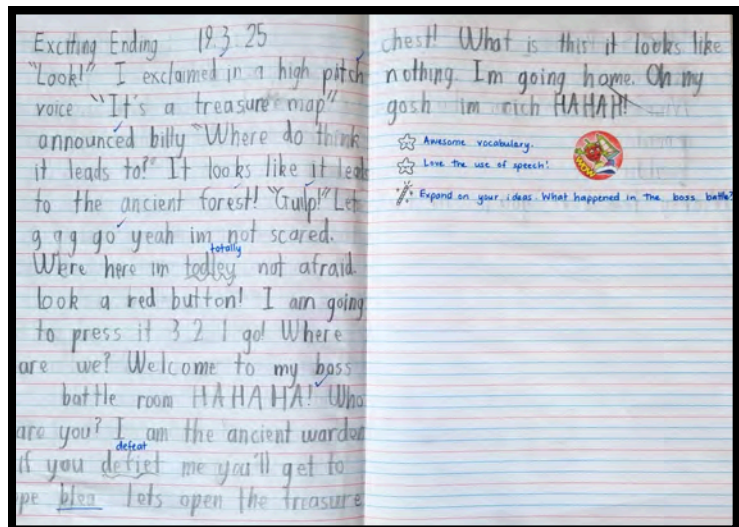 Exciting Ending 19.3.25
"Look!" I exclaimed in a high pitch
voice "It's a treasure map"
announced billy "Where do think
it leads to?" It looks like it leads
to the ancient forest! "Guilp!" Lets
g g g go yeah im not scared.
totally
We're here im todley not afraid.
look a red button! I am going
to press it 3 2 1 go! Where
are we? Welcome to my boss
battle room HAHAHA! Who
are you? I am the ancient warden
defeat
if you defiet me you'll get to
ope blea lets open the treasure
chest! What is this it looks like
nothing. Im going home. Oh my
gosh im rich HAHAH!
Awesome vocabulary.
WOW
Love the use of speech!
Expand on your ideas. What happened in the boss battle?